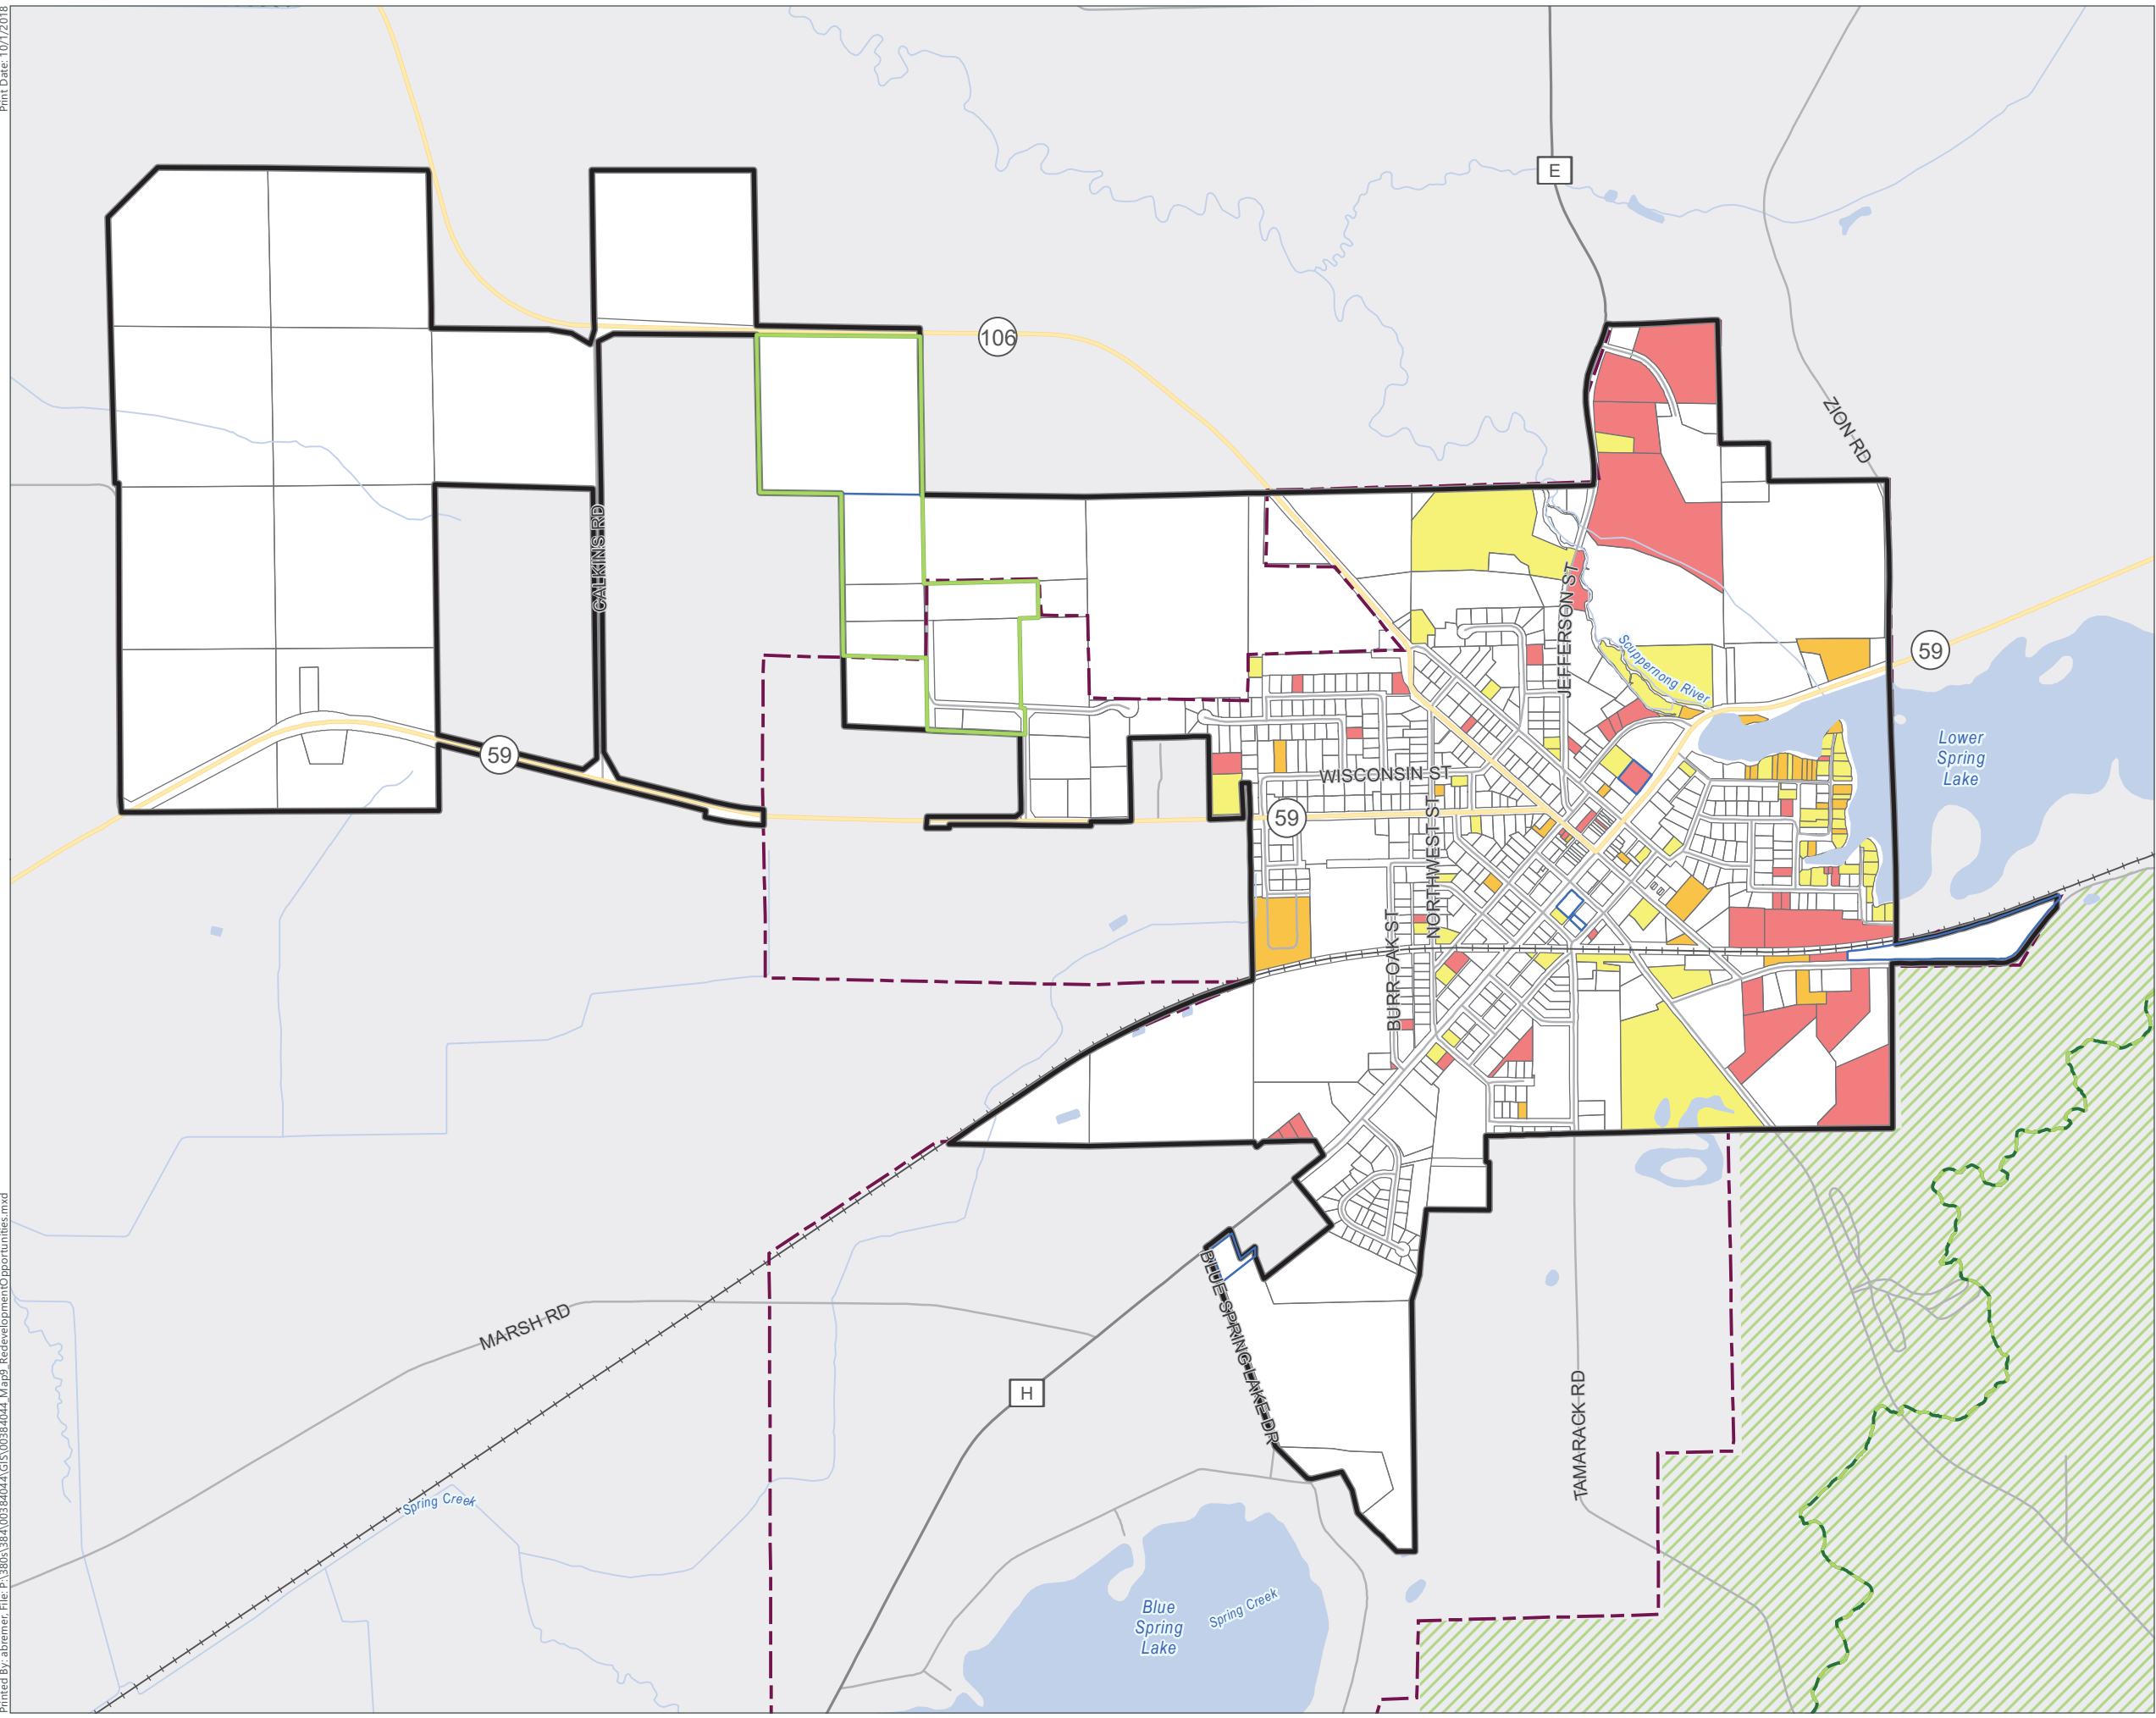 Print Date: 10/1/2018
E
106
ZION RD
CALKINS RD
JEFFERSON ST
Scuppernong River
59
59
Lower
Spring
Lake
WISCONSIN ST
59
NORTHWEST ST
BURR OAK ST
BLUE SPRING LAKE DR
MARSH RD
H
TAMARACK RD
Spring Creek
Blue
Spring
Lake
Spring Creek
Printed By: abremer, File: P:\380s\384\00384044\GIS\00384044_Map9_RedevelopmentOpportunities.mxd